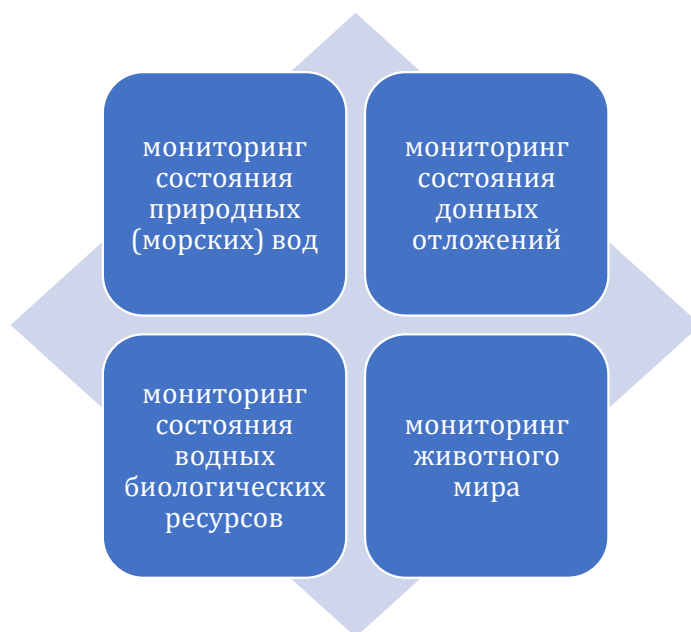 мониторинг
состояния
природных
(морских) вод
мониторинг
состояния
донных
отложений
мониторинг
состояния
водных
биологических
ресурсов
мониторинг
животного
мира